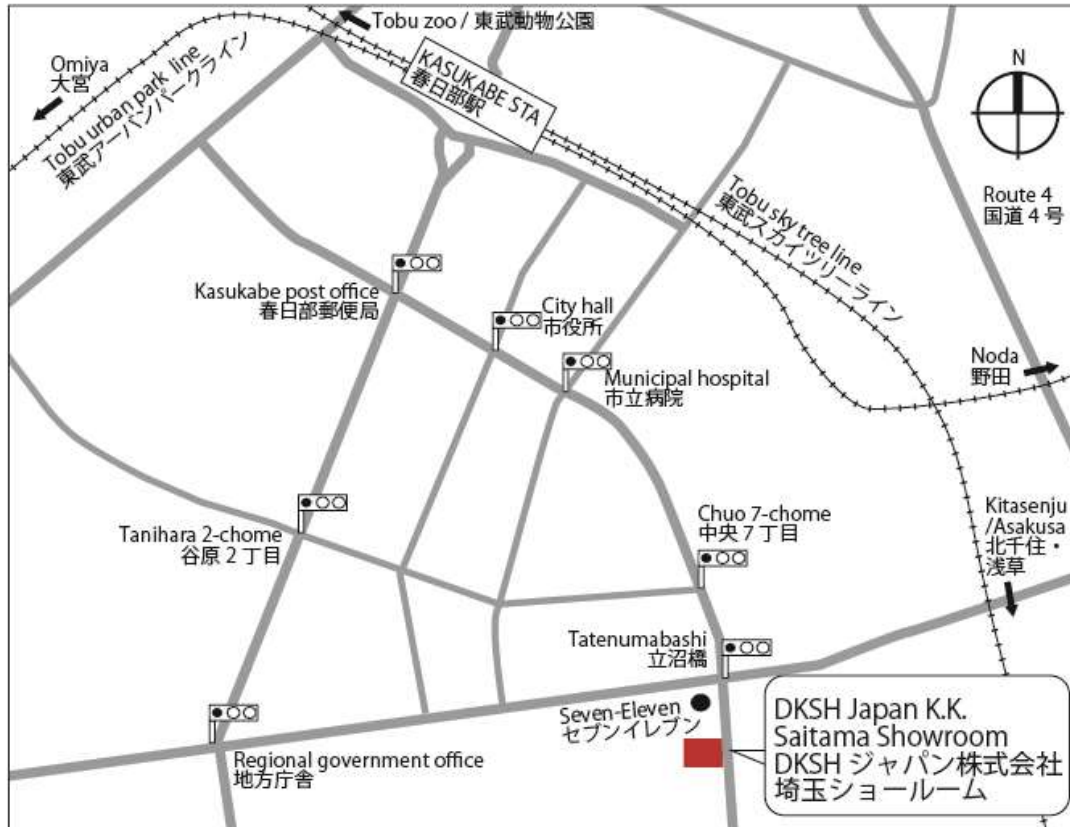 Tobu zoo / 東武動物公園
Omiya
大宮
Tobu urban park line
東武アーバンパークライン
KASUKABE STA
春日部駅
N
Route 4
国道 4 号
Tobu sky tree line
東武スカイツリーライン
Kasukabe post office
春日部郵便局
City hall
市役所
Municipal hospital
市立病院
Noda
野田
Tanihara 2-chome
谷原 2 丁目
Chuo 7-chome
中央 7 丁目
Kitasenju
/Asakusa
北千住・
浅草
Tatenumabashi
立沼橋
Seven-Eleven
セブンイレブン
Regional government office
地方庁舎
DKSH Japan K.K.
Saitama Showroom
DKSH ジャパン株式会社
埼玉ショールーム